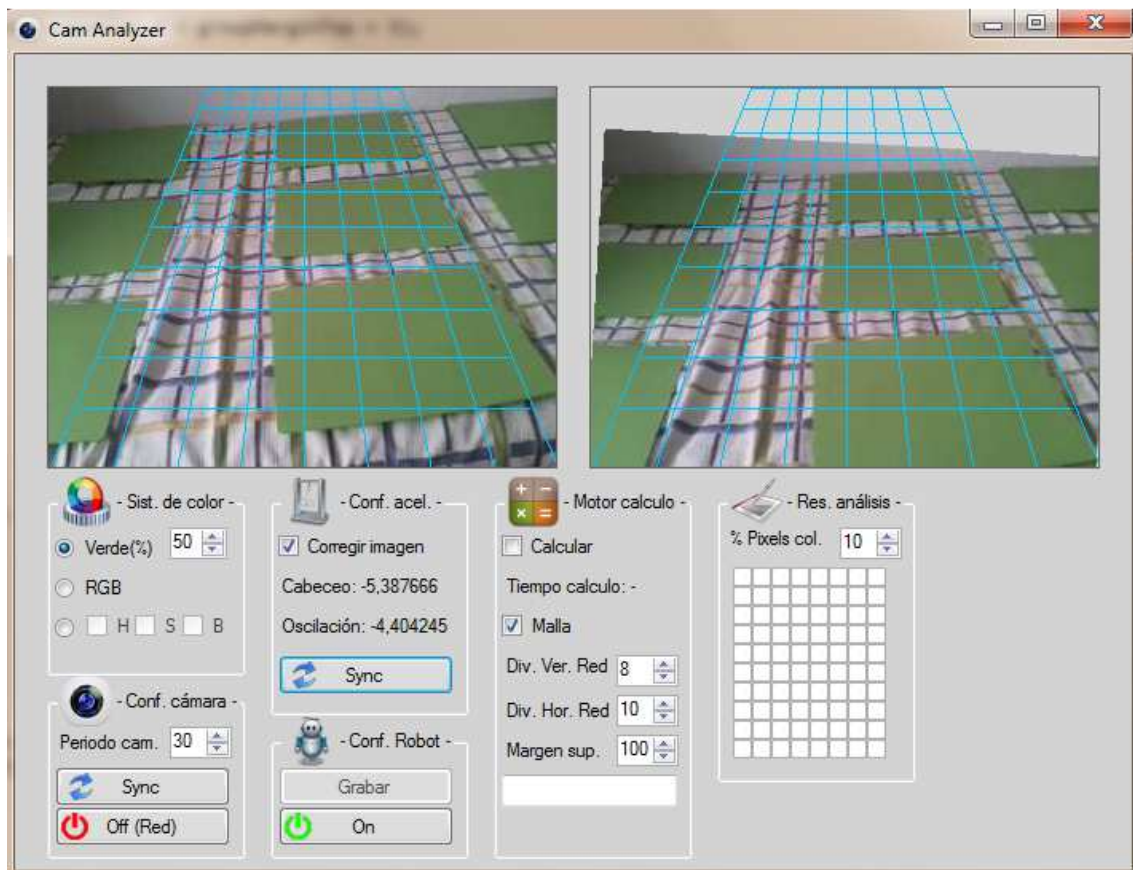 Cam Analyzer
- Sist. de color -
Verde(%) 50
RGB
H S B
- Conf. cámara -
Periodo cam. 30
Sync
Off (Red)
- Conf. acel. -
Corregir imagen
Cabeceo: -5,387666
Oscilación: -4,404245
Sync
- Conf. Robot -
Grabar
On
- Motor calculo -
Calcular
Tiempo calculo: -
Malla
Div. Ver. Red 8
Div. Hor. Red 10
Margen sup. 100
- Res. análisis -
% Pixels col. 10